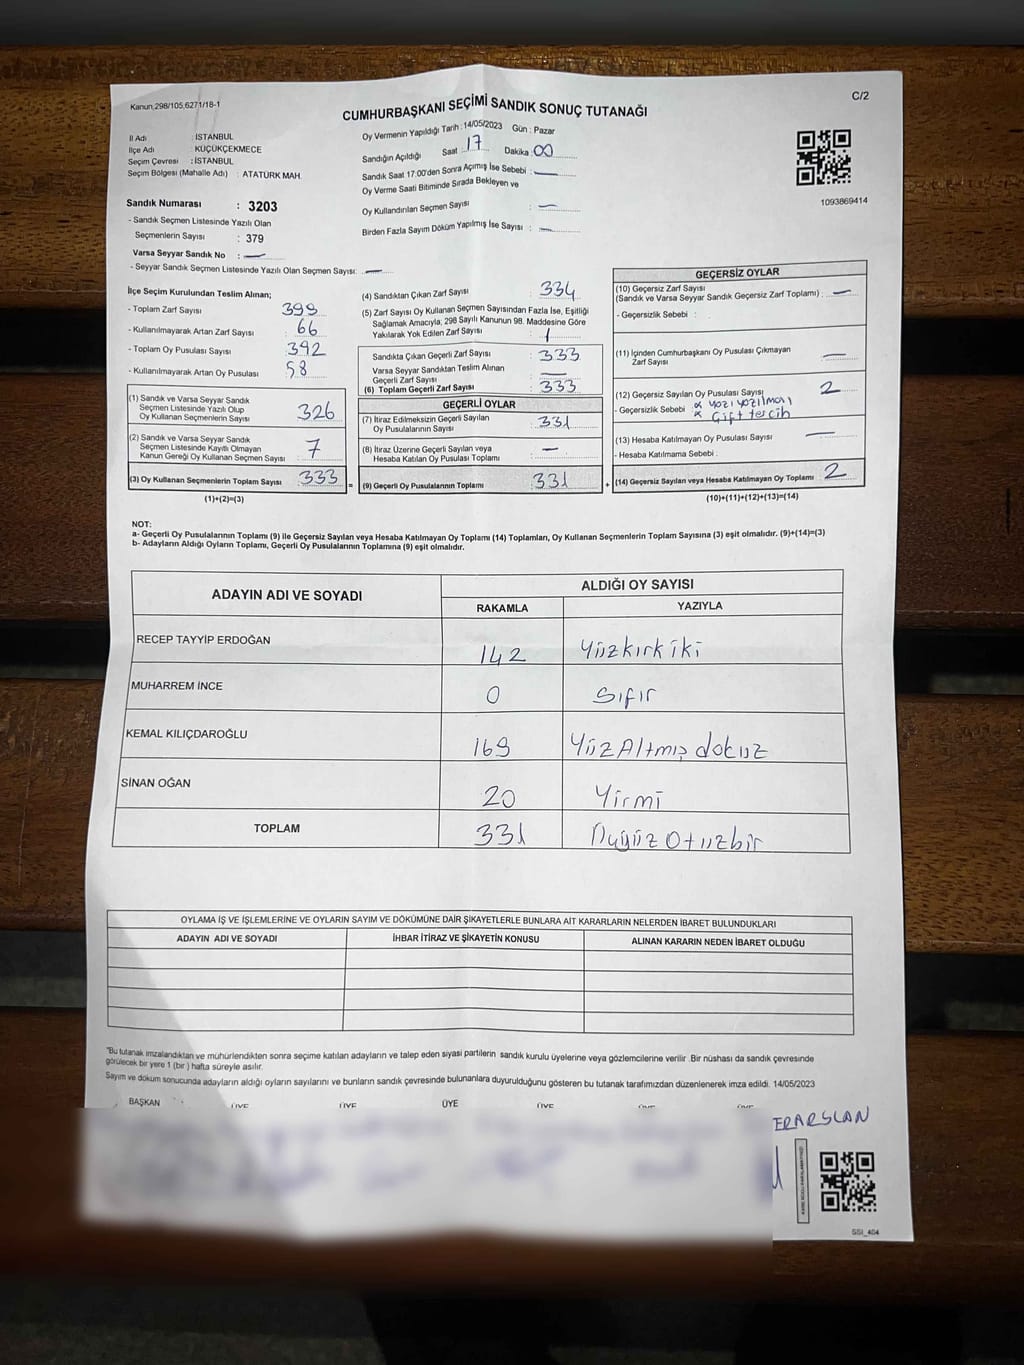 Kanun,298/105,6271/18-1
C/2
CUMHURBAŞKANI SEÇİMİ SANDIK SONUÇ TUTANAĞI
İl Adı : İSTANBUL
İlçe Adı : KÜÇÜKÇEKMECE
Seçim Çevresi : İSTANBUL
Seçim Bölgesi (Mahalle Adı) : ATATÜRK MAH.
Sandık Numarası : 3203
- Sandık Seçmen Listesinde Yazılı Olan
Seçmenlerin Sayısı : 379
Varsa Seyyar Sandık No : —
- Seyyar Sandık Seçmen Listesinde Yazılı Olan Seçmen Sayısı: —
Oy Vermenin Yapıldığı Tarih : 14/05/2023 Gün : Pazar
Sandığın Açıldığı Saat 17 Dakika : 00
Sandık Saat 17:00'den Sonra Açımış İse Sebebi : —
Oy Verme Saati Bitiminde Sırada Bekleyen ve
Oy Kullandırılan Seçmen Sayısı : —
Birden Fazla Sayım Döküm Yapılmış İse Sayısı : —
1093869414
İlçe Seçim Kurulundan Teslim Alınan;
- Toplam Zarf Sayısı : 399
- Kullanılmayarak Artan Zarf Sayısı : 66
- Toplam Oy Pusulası Sayısı : 392
- Kullanılmayarak Artan Oy Pusulası : 58
(1) Sandık ve Varsa Seyyar Sandık
Seçmen Listesinde Yazılı Olup
Oy Kullanan Seçmenlerin Sayısı : 326
(2) Sandık ve Varsa Seyyar Sandık
Seçmen Listesinde Kayıtlı Olmayan
Kanun Gereği Oy Kullanan Seçmen Sayısı : 7
(3) Oy Kullanan Seçmenlerin Toplam Sayısı : 333 =
(1)+(2)=(3)
(4) Sandıktan Çıkan Zarf Sayısı : 334
(5) Zarf Sayısı Oy Kullanan Seçmen Sayısından Fazla İse, Eşitliği
Sağlamak Amacıyla; 298 Sayılı Kanunun 98. Maddesine Göre
Yakılarak Yok Edilen Zarf Sayısı : 1
Sandıkta Çıkan Geçerli Zarf Sayısı : 333
Varsa Seyyar Sandıktan Teslim Alınan
Geçerli Zarf Sayısı : —
(6) Toplam Geçerli Zarf Sayısı : 333
GEÇERLİ OYLAR
(7) İtiraz Edilmeksizin Geçerli Sayılan
Oy Pusulalarının Sayısı : 331
(8) İtiraz Üzerine Geçerli Sayılan veya
Hesaba Katılan Oy Pusulası Toplamı : —
(9) Geçerli Oy Pusulalarının Toplamı : 331 +
GEÇERSİZ OYLAR
(10) Geçersiz Zarf Sayısı
(Sandık ve Varsa Seyyar Sandık Geçersiz Zarf Toplamı) : —
- Geçersizlik Sebebi :
(11) İçinden Cumhurbaşkanı Oy Pusulası Çıkmayan
Zarf Sayısı : —
(12) Geçersiz Sayılan Oy Pusulası Sayısı : 2
- Geçersizlik Sebebi : yazı yazılması
Çift tercih
(13) Hesaba Katılmayan Oy Pusulası Sayısı : —
- Hesaba Katılmama Sebebi :
(14) Geçersiz Sayılan veya Hesaba Katılmayan Oy Toplamı : 2
(10)+(11)+(12)+(13)=(14)
NOT:
a- Geçerli Oy Pusulalarının Toplamı (9) ile Geçersiz Sayılan veya Hesaba Katılmayan Oy Toplamı (14) Toplamları, Oy Kullanan Seçmenlerin Toplam Sayısına (3) eşit olmalıdır. (9)+(14)=(3)
b- Adayların Aldığı Oyların Toplamı, Geçerli Oy Pusulalarının Toplamına (9) eşit olmalıdır.
ADAYIN ADI VE SOYADI
ALDIĞI OY SAYISI
RAKAMLA YAZIYLA
RECEP TAYYİP ERDOĞAN 142 Yüzkırk iki
MUHARREM İNCE 0 Sıfır
KEMAL KILIÇDAROĞLU 169 Yüz Altmış dokuz
SİNAN OĞAN 20 Yirmi
TOPLAM 331 Üçyüz Otuzbir
OYLAMA İŞ VE İŞLEMLERİNE VE OYLARIN SAYIM VE DÖKÜMÜNE DAİR ŞİKAYETLERLE BUNLARA AİT KARARLARIN NELERDEN İBARET BULUNDUKLARI
ADAYIN ADI VE SOYADI İHBAR İTİRAZ VE ŞİKAYETİN KONUSU ALINAN KARARIN NEDEN İBARET OLDUĞU
"Bu tutanak imzalandıktan ve mühürlendikten sonra seçime katılan adayların ve talep eden siyasi partilerin sandık kurulu üyelerine veya gözlemcilerine verilir .Bir nüshası da sandık çevresinde
görülecek bir yere 1 (bir ) hafta süreyle asılır.
Sayım ve döküm sonucunda adayların aldığı oyların sayılarını ve bunların sandık çevresinde bulunanlara duyurulduğunu gösteren bu tutanak tarafımızdan düzenlenerek imza edildi. 14/05/2023
BAŞKAN ÜYE ÜYE ÜYE ÜYE ÜYE ÜYE
ERARSLAN
SSI_404